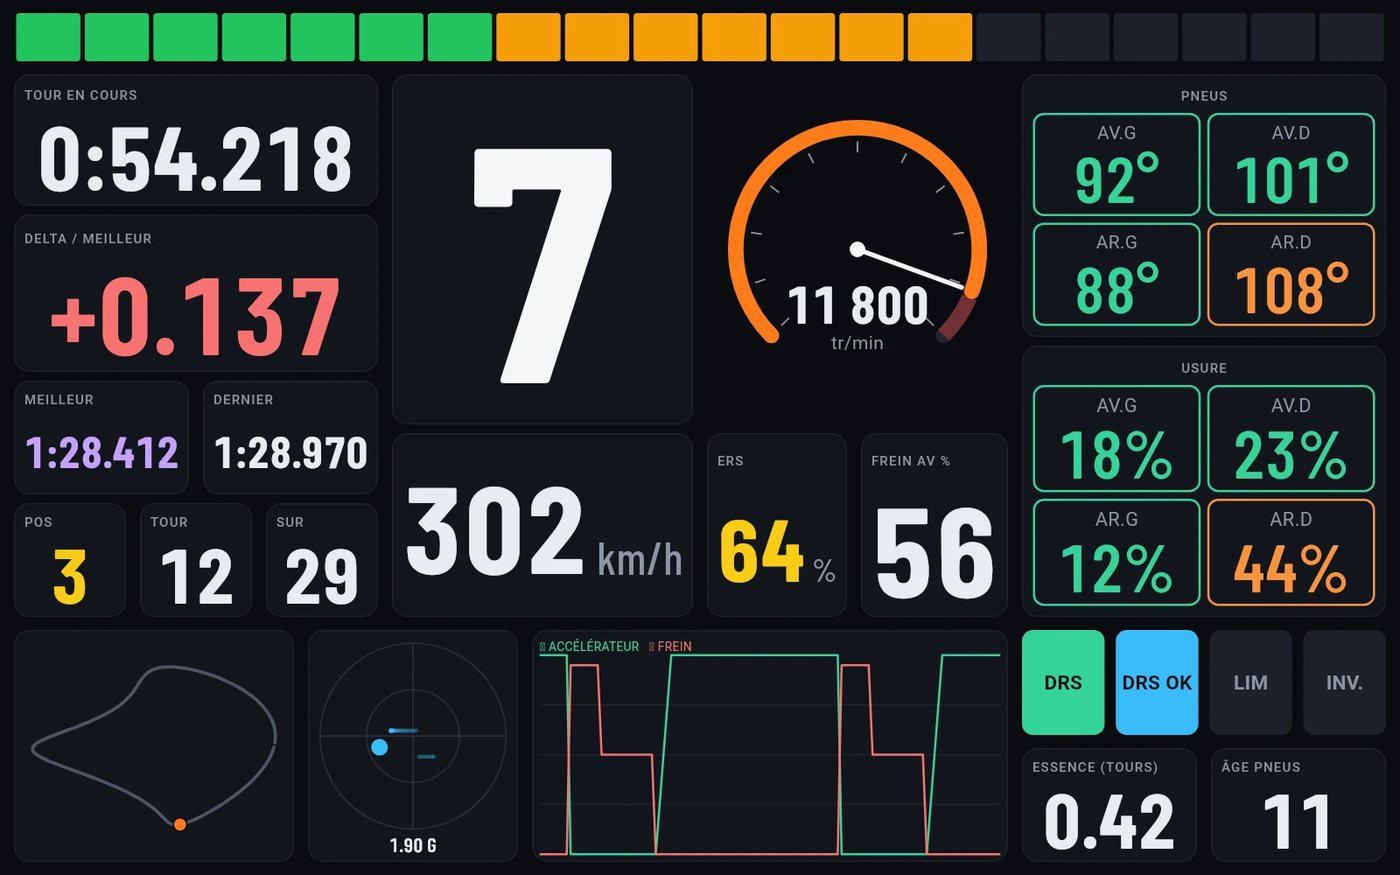 TOUR EN COURS
0:54.218
DELTA / MEILLEUR
+0.137
MEILLEUR
1:28.412
DERNIER
1:28.970
POS
3
TOUR
12
SUR
29
7
302 km/h
11 800
tr/min
ERS
64 %
FREIN AV %
56
PNEUS
AV.G
92°
AV.D
101°
AR.G
88°
AR.D
108°
USURE
AV.G
18%
AV.D
23%
AR.G
12%
AR.D
44%
1.90 G
ACCÉLÉRATEUR FREIN
DRS
DRS OK
LIM
INV.
ESSENCE (TOURS)
0.42
ÂGE PNEUS
11